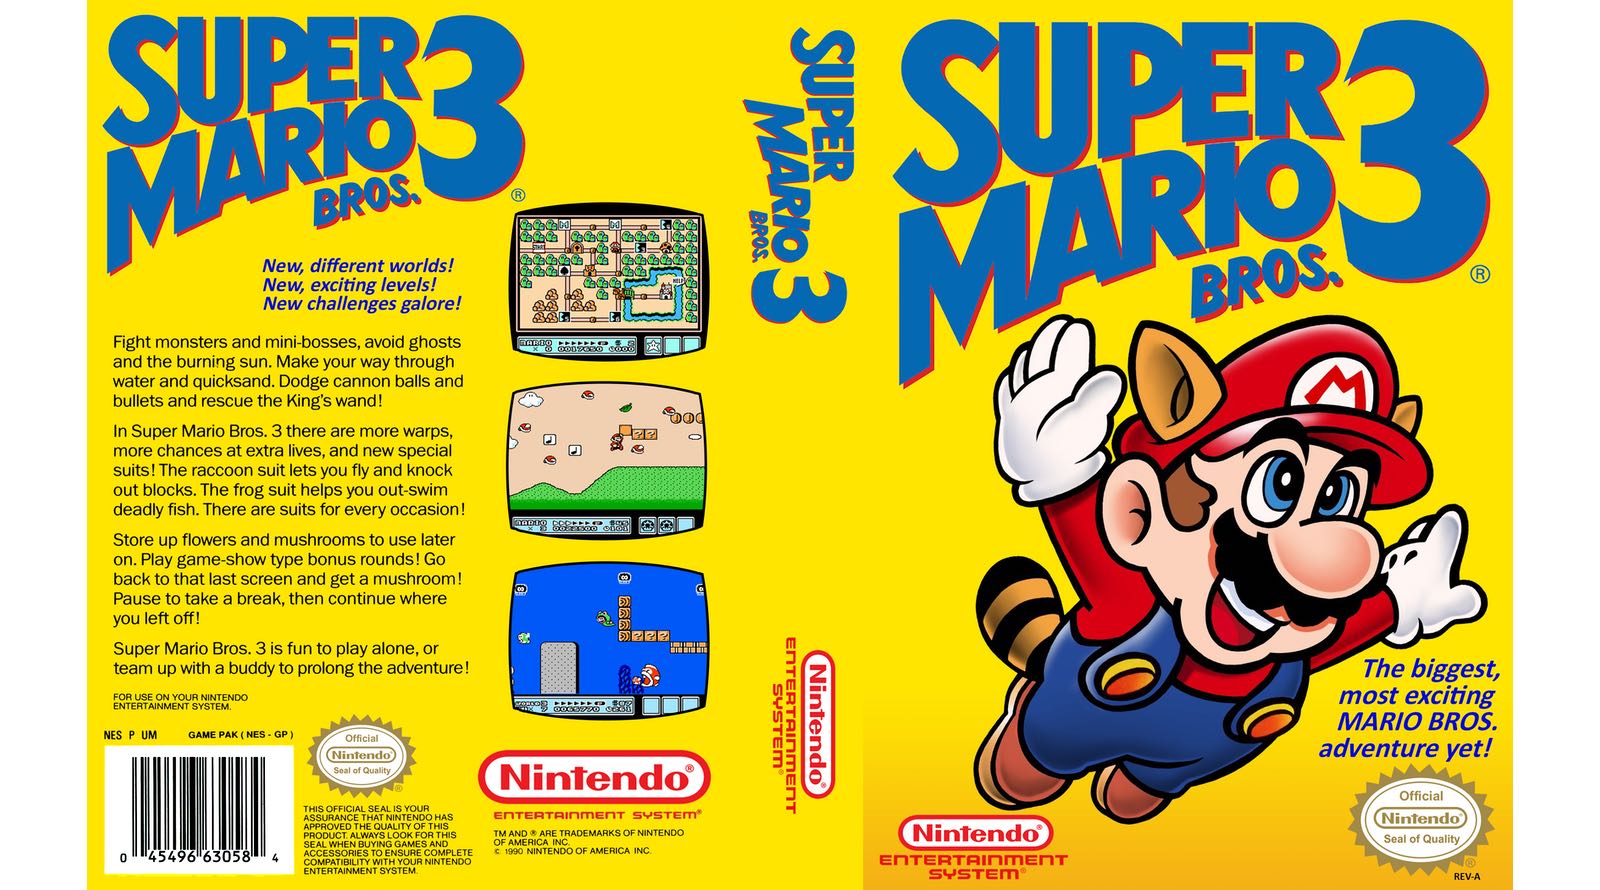 SUPER
MARIO
BROS. 3
®
New, different worlds!
New, exciting levels!
New challenges galore!
Fight monsters and mini-bosses, avoid ghosts
and the burning sun. Make your way through
water and quicksand. Dodge cannon balls and
bullets and rescue the King's wand!
In Super Mario Bros. 3 there are more warps,
more chances at extra lives, and new special
suits! The raccoon suit lets you fly and knock
out blocks. The frog suit helps you out-swim
deadly fish. There are suits for every occasion!
Store up flowers and mushrooms to use later
on. Play game-show type bonus rounds! Go
back to that last screen and get a mushroom!
Pause to take a break, then continue where
you left off!
Super Mario Bros. 3 is fun to play alone, or
team up with a buddy to prolong the adventure!
FOR USE ON YOUR NINTENDO
ENTERTAINMENT SYSTEM.
NES P UM GAME PAK ( NES - GP )
0 45496 63058 4
Official
Nintendo®
Seal of Quality
®
THIS OFFICIAL SEAL IS YOUR
ASSURANCE THAT NINTENDO HAS
APPROVED THE QUALITY OF THIS
PRODUCT. ALWAYS LOOK FOR THIS
SEAL WHEN BUYING GAMES AND
ACCESSORIES TO ENSURE COMPLETE
COMPATIBILITY WITH YOUR NINTENDO
ENTERTAINMENT SYSTEM.
START
HELP
Nintendo®
ENTERTAINMENT SYSTEM®
TM AND ® ARE TRADEMARKS OF NINTENDO
OF AMERICA INC.
© 1990 NINTENDO OF AMERICA INC.
SUPER
MARIO
BROS. 3
Nintendo®
ENTERTAINMENT
SYSTEM®
SUPER
MARIO
BROS. 3
®
M
The biggest,
most exciting
MARIO BROS.
adventure yet!
Nintendo®
ENTERTAINMENT
SYSTEM®
Official
Nintendo®
Seal of Quality
®
REV-A